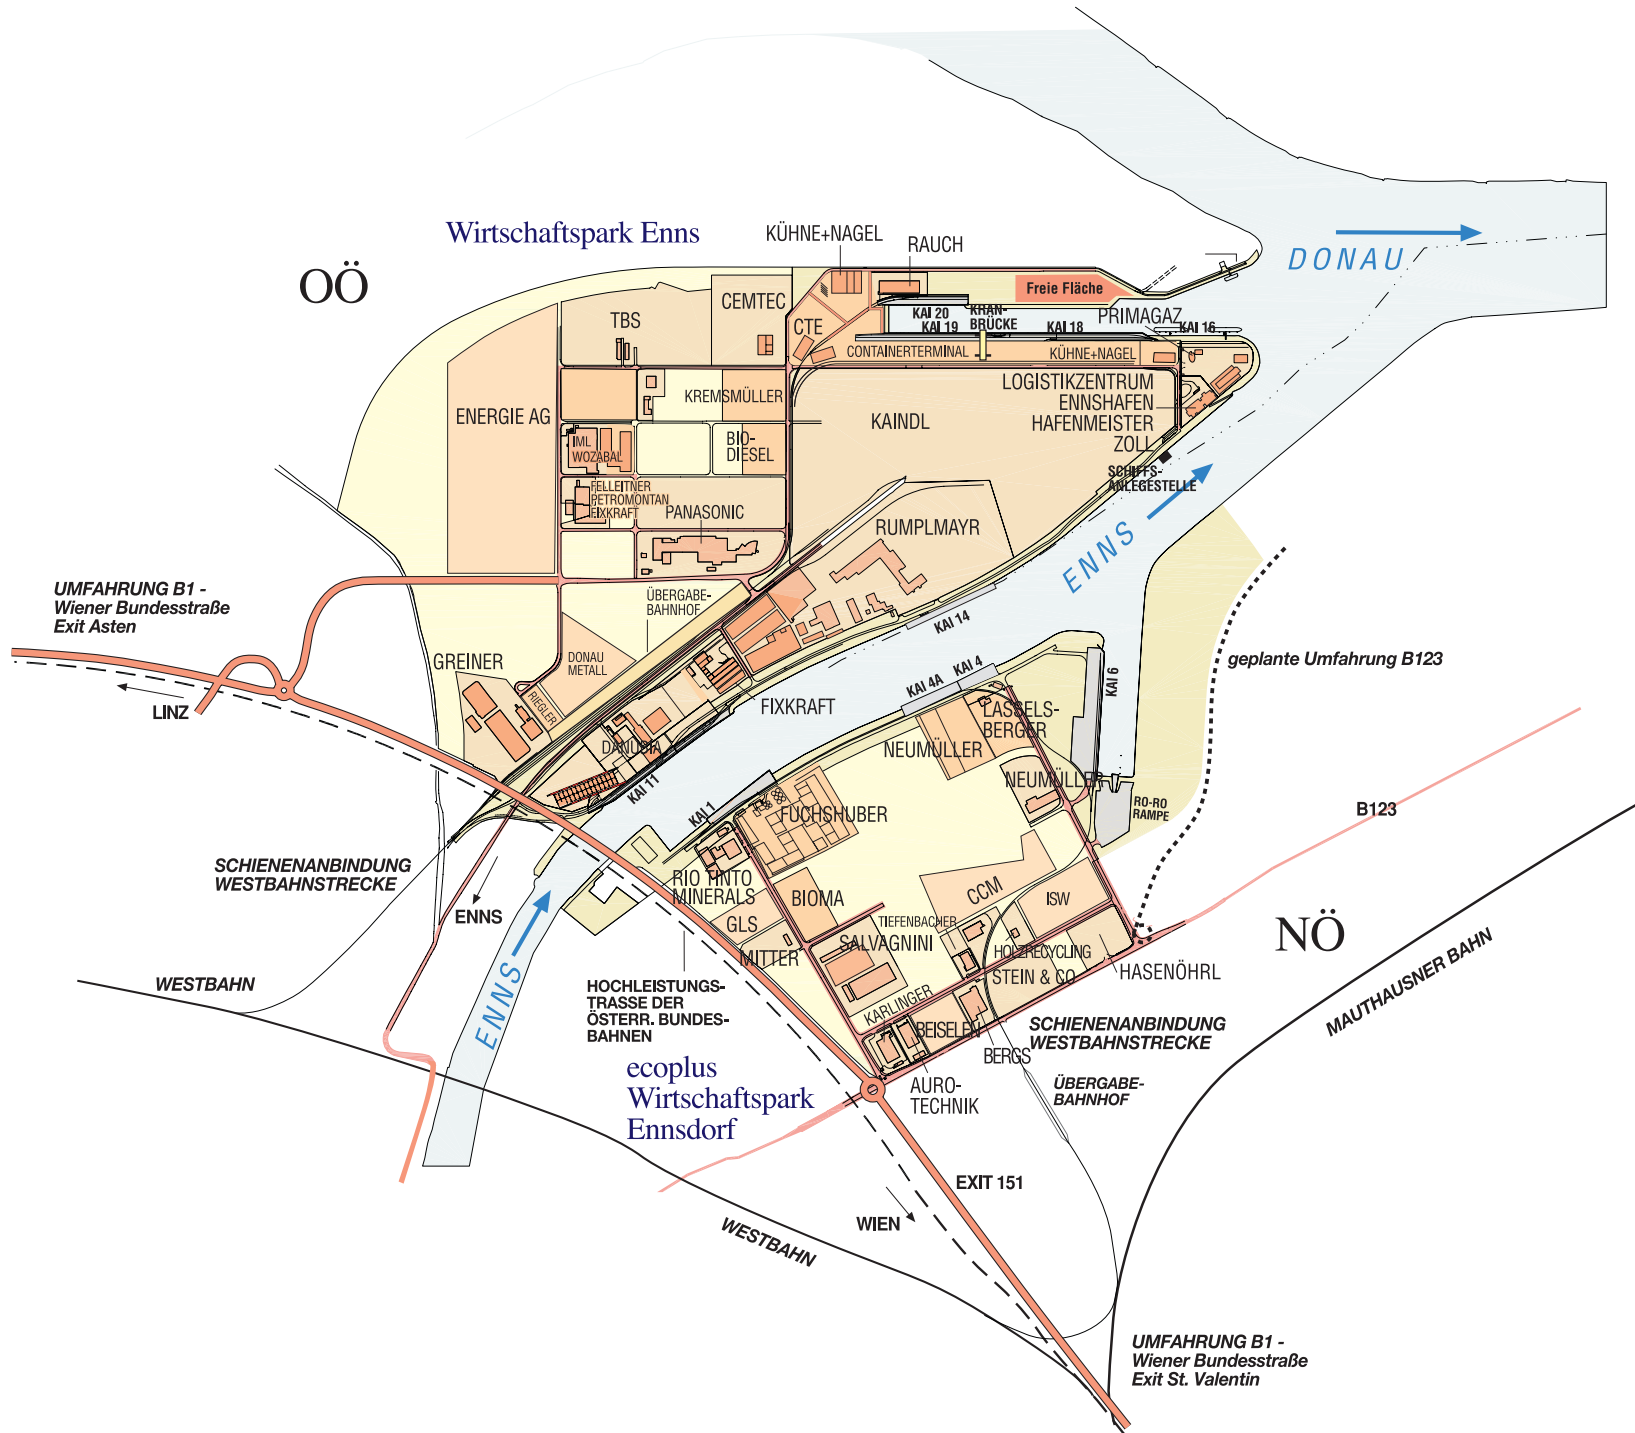 Wirtschaftspark Enns
OÖ
KÜHNE+NAGEL
RAUCH
DONAU
Freie Fläche
CEMTEC
TBS
CTE
KAI 20
KAI 19
KRAN-
BRÜCKE
KAI 18
PRIMAGAZ
KAI 16
CONTAINERTERMINAL
KÜHNE+NAGEL
ENERGIE AG
KREMSMÜLLER
KAINDL
LOGISTIKZENTRUM
ENNSHAFEN
HAFENMEISTER
ZOLL
IML
WOZABAL
BIO-
DIESEL
SCHIFFS-
ANLEGESTELLE
FELLEITNER
PETROMONTAN
FIXKRAFT
PANASONIC
RUMPLMAYR
ENNS
UMFAHRUNG B1 -
Wiener Bundesstraße
Exit Asten
ÜBERGABE-
BAHNHOF
KAI 14
GREINER
DONAU
METALL
RIEGLER
geplante Umfahrung B123
LINZ
KAI 4
KAI 4A
KAI 6
FIXKRAFT
LASSELS-
BERGER
DANUBIA
NEUMÜLLER
KAI 11
NEUMÜLLER
KAI 1
FUCHSHUBER
RO-RO
RAMPE
B123
SCHIENENANBINDUNG
WESTBAHNSTRECKE
RIO TINTO
MINERALS
BIOMA
CCM
ISW
ENNS
GLS
TIEFENBACHER
SALVAGNINI
MITTER
HOLZRECYCLING
STEIN & CO
HASENÖHRL
NÖ
WESTBAHN
ENNS
HOCHLEISTUNGS-
TRASSE DER
ÖSTERR. BUNDES-
BAHNEN
KARLINGER
BEISELEN
BERGS
SCHIENENANBINDUNG
WESTBAHNSTRECKE
MAUTHAUSNER BAHN
ecoplus
Wirtschaftspark
Ennsdorf
AURO-
TECHNIK
ÜBERGABE-
BAHNHOF
EXIT 151
WIEN
WESTBAHN
UMFAHRUNG B1 -
Wiener Bundesstraße
Exit St. Valentin